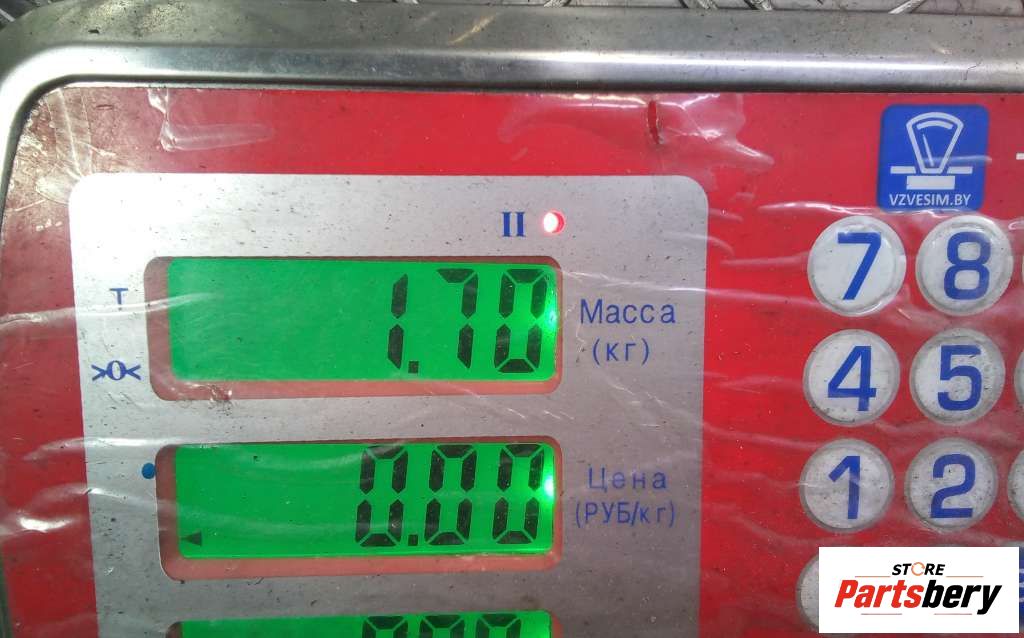 VZVESIM.BY
II
T
1.70
Масса
(кг)
>0<
0.00
Цена
(РУБ/кг)
7 8
4 5
1 2
STORE
Partsbery